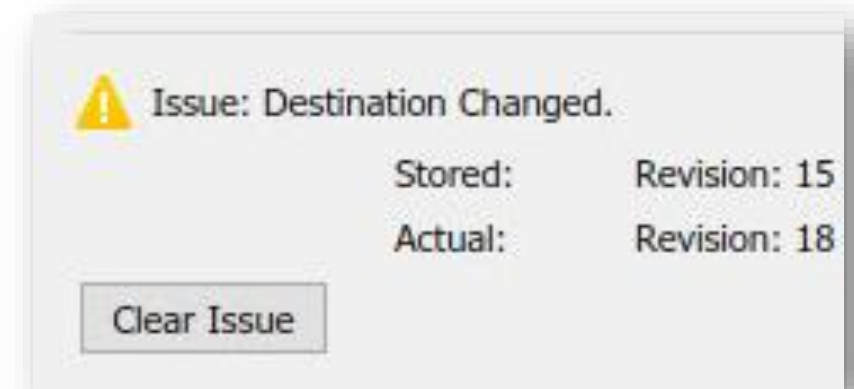 Issue: Destination Changed.
Stored: Revision: 15
Actual: Revision: 18
Clear Issue